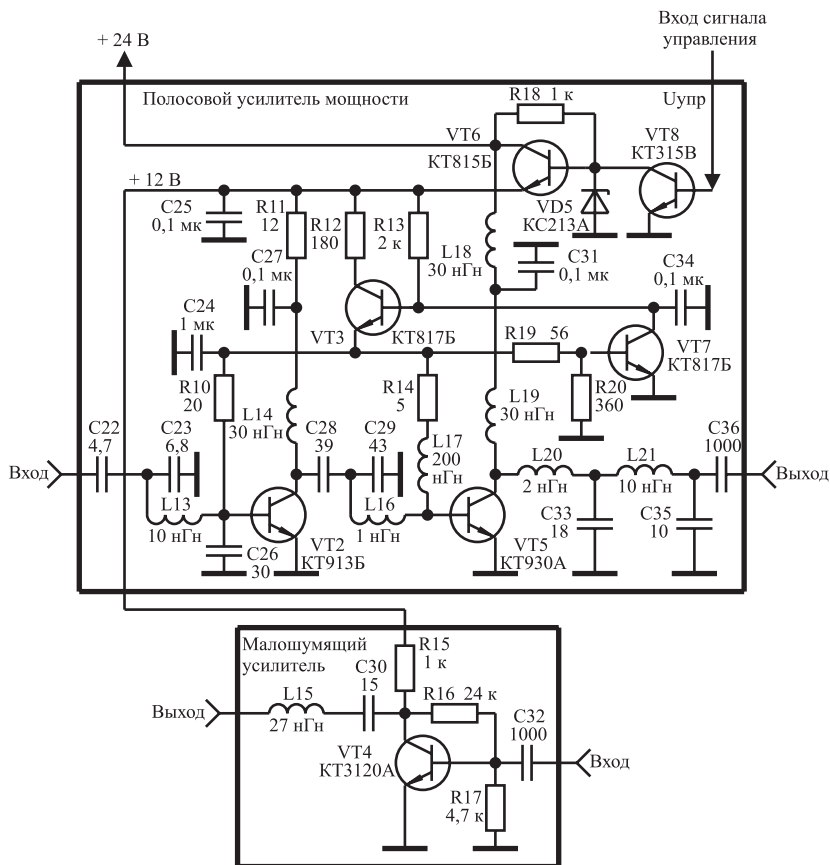 + 24 В
Вход сигнала
управления
Полосовой усилитель мощности
R18 1 к
Uупр
VT6
КТ815Б
VT8
КТ315В
+ 12 В
VD5
КС213А
C25
0,1 мк
R11
12
R12
180
R13
2 к
L18
30 нГн
C31
0,1 мк
C27
0,1 мк
C34
0,1 мк
C24
1 мк
VT3
КТ817Б
R19 56
VT7
КТ817Б
R10
20
L14
30 нГн
R14
5
L19
30 нГн
R20
360
C22
4,7
C23
6,8
C28
39
C29
43
L17
200
нГн
C36
1000
Вход
L20
2 нГн
L21
10 нГн
Выход
L13
10 нГн
L16
1 нГн
C33
18
C35
10
C26
30
VT2
КТ913Б
VT5
КТ930А
Малошумящий
усилитель
R15
1 к
C30
15
L15
27 нГн
R16 24 к
Выход
C32
1000
VT4
КТ3120А
Вход
R17
4,7 к